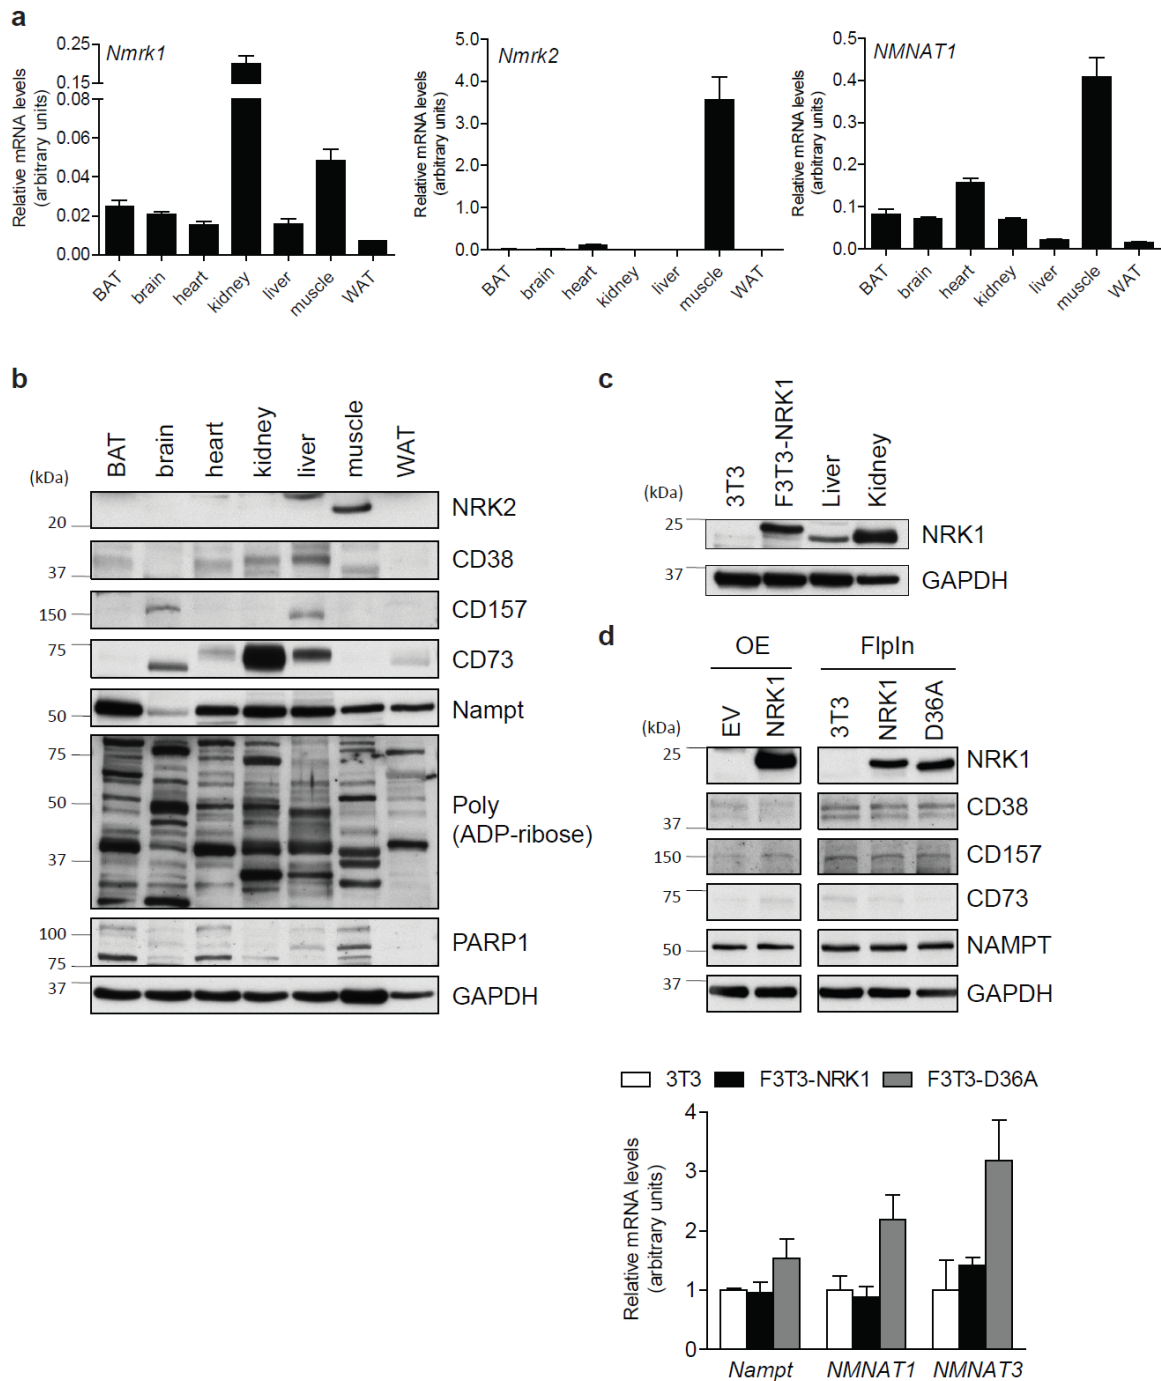 a
Nmrk1
Relative mRNA levels
(arbitrary units)
0.25
0.15
0.08
0.06
0.04
0.02
0.00
BAT
brain
heart
kidney
liver
muscle
WAT
Nmrk2
Relative mRNA levels
(arbitrary units)
5.0
4.0
3.0
2.0
1.0
0.0
BAT
brain
heart
kidney
liver
muscle
WAT
NMNAT1
Relative mRNA levels
(arbitrary units)
0.5
0.4
0.3
0.2
0.1
0.0
BAT
brain
heart
kidney
liver
muscle
WAT
b
BAT
brain
heart
kidney
liver
muscle
WAT
(kDa)
20
NRK2
37
CD38
150
CD157
75
CD73
50
Nampt
75
50
37
Poly
(ADP-ribose)
100
75
PARP1
37
GAPDH
c
3T3
F3T3-NRK1
Liver
Kidney
(kDa)
25
NRK1
37
GAPDH
d
OE
FlpIn
EV
NRK1
3T3
NRK1
D36A
(kDa)
25
NRK1
37
CD38
150
CD157
75
CD73
50
NAMPT
37
GAPDH
3T3
F3T3-NRK1
F3T3-D36A
Relative mRNA levels
(arbitrary units)
4
3
2
1
0
Nampt
NMNAT1
NMNAT3